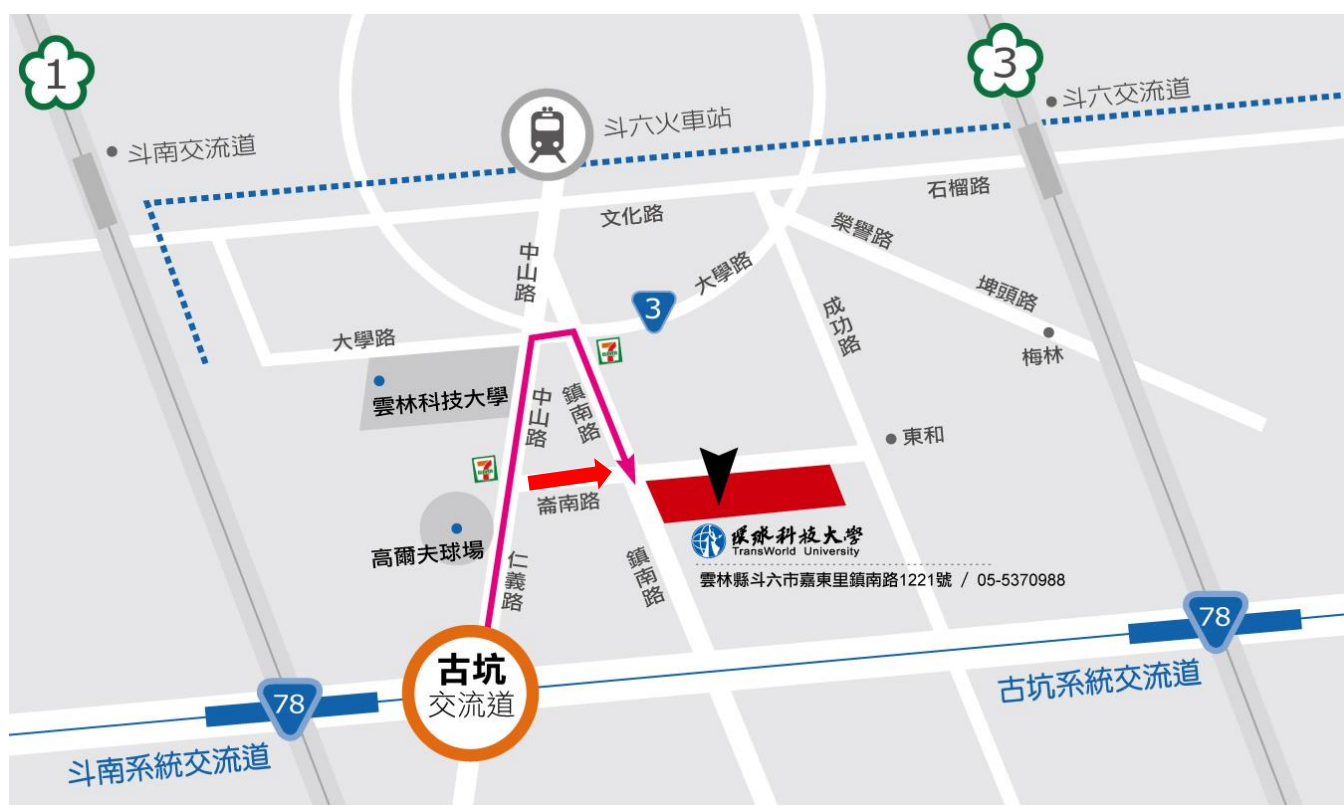 1
3
斗六交流道
斗南交流道
斗六火車站
石榴路
文化路
榮譽路
中山路
大學路
埤頭路
3
成功路
大學路
7
ELEVEN
梅林
雲林科技大學
中山路
鎮南路
東和
7
ELEVEN
崙南路
高爾夫球場
環球科技大學
TransWorld University
仁義路
鎮南路
雲林縣斗六市嘉東里鎮南路1221號 / 05-5370988
78
古坑
交流道
古坑系統交流道
78
斗南系統交流道